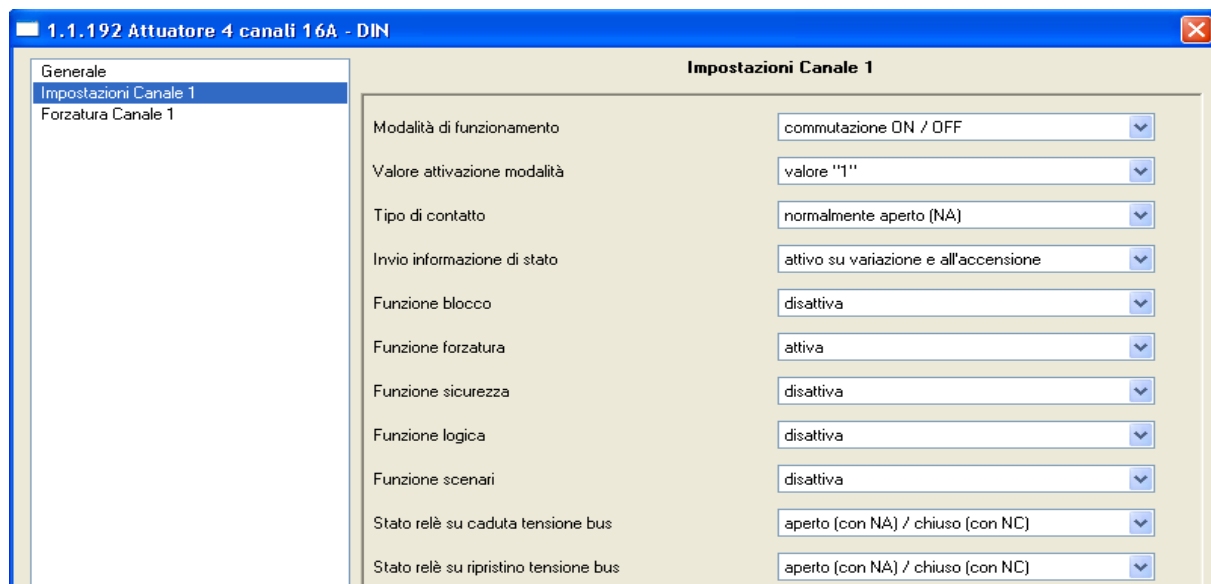 1.1.192 Attuatore 4 canali 16A - DIN
Generale
Impostazioni Canale 1
Forzatura Canale 1
Impostazioni Canale 1
Modalità di funzionamento commutazione ON / OFF
Valore attivazione modalità valore "1"
Tipo di contatto normalmente aperto (NA)
Invio informazione di stato attivo su variazione e all'accensione
Funzione blocco disattiva
Funzione forzatura attiva
Funzione sicurezza disattiva
Funzione logica disattiva
Funzione scenari disattiva
Stato relè su caduta tensione bus aperto (con NA) / chiuso (con NC)
Stato relè su ripristino tensione bus aperto (con NA) / chiuso (con NC)